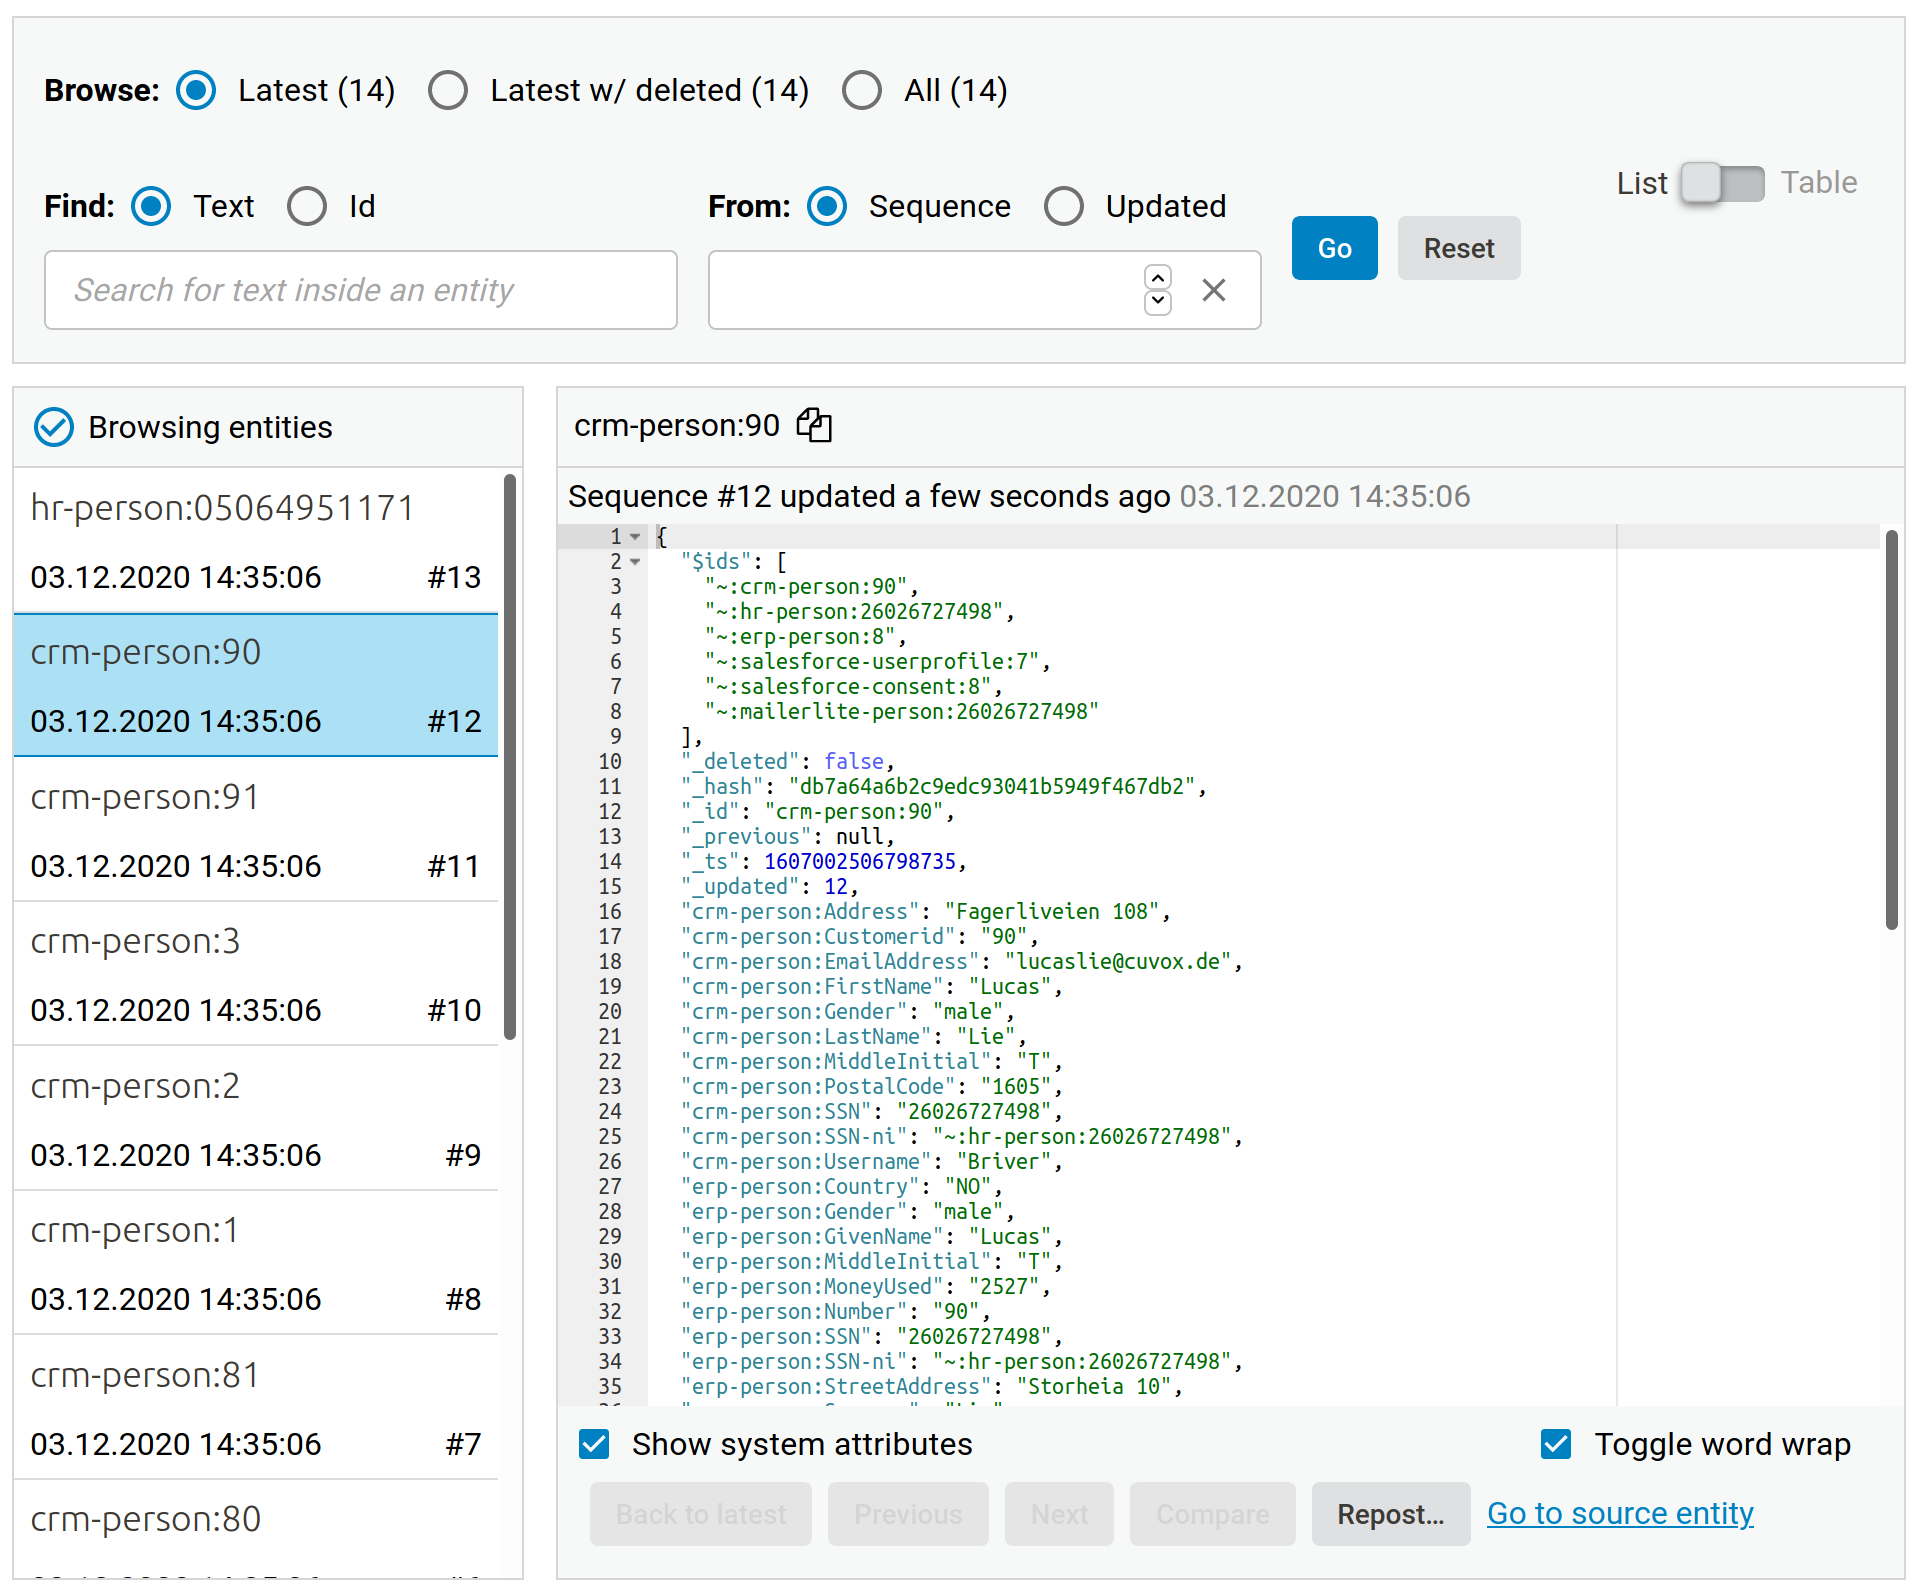 Browse: Latest (14) Latest w/ deleted (14) All (14)
List Table
Find: Text Id
From: Sequence Updated
Go Reset
Search for text inside an entity
Browsing entities
hr-person:05064951171
03.12.2020 14:35:06 #13
crm-person:90
03.12.2020 14:35:06 #12
crm-person:91
03.12.2020 14:35:06 #11
crm-person:3
03.12.2020 14:35:06 #10
crm-person:2
03.12.2020 14:35:06 #9
crm-person:1
03.12.2020 14:35:06 #8
crm-person:81
03.12.2020 14:35:06 #7
crm-person:80
crm-person:90
Sequence #12 updated a few seconds ago 03.12.2020 14:35:06
1 {
2 "$ids": [
3 "~:crm-person:90",
4 "~:hr-person:26026727498",
5 "~:erp-person:8",
6 "~:salesforce-userprofile:7",
7 "~:salesforce-consent:8",
8 "~:mailerlite-person:26026727498"
9 ],
10 "_deleted": false,
11 "_hash": "db7a64a6b2c9edc93041b5949f467db2",
12 "_id": "crm-person:90",
13 "_previous": null,
14 "_ts": 1607002506798735,
15 "_updated": 12,
16 "crm-person:Address": "Fagerliveien 108",
17 "crm-person:Customerid": "90",
18 "crm-person:EmailAddress": "lucaslie@cuvox.de",
19 "crm-person:FirstName": "Lucas",
20 "crm-person:Gender": "male",
21 "crm-person:LastName": "Lie",
22 "crm-person:MiddleInitial": "T",
23 "crm-person:PostalCode": "1605",
24 "crm-person:SSN": "26026727498",
25 "crm-person:SSN-ni": "~:hr-person:26026727498",
26 "crm-person:Username": "Briver",
27 "erp-person:Country": "NO",
28 "erp-person:Gender": "male",
29 "erp-person:GivenName": "Lucas",
30 "erp-person:MiddleInitial": "T",
31 "erp-person:MoneyUsed": "2527",
32 "erp-person:Number": "90",
33 "erp-person:SSN": "26026727498",
34 "erp-person:SSN-ni": "~:hr-person:26026727498",
35 "erp-person:StreetAddress": "Storheia 10",
Show system attributes Toggle word wrap
Back to latest Previous Next Compare Repost... Go to source entity